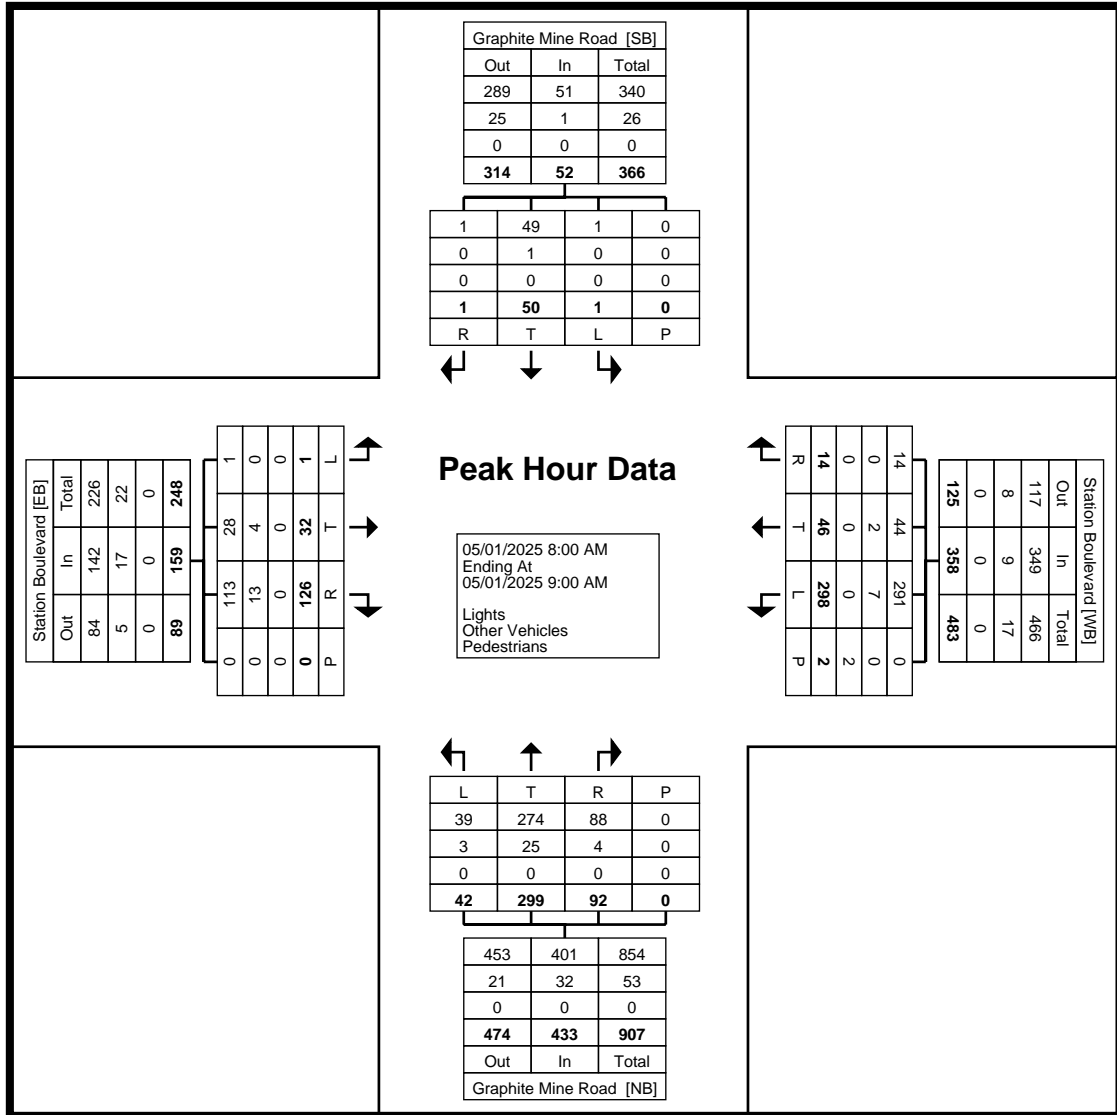 Graphite Mine Road [SB]
Out In Total
289 51 340
25 1 26
0 0 0
314 52 366
1 49 1 0
0 1 0 0
0 0 0 0
1 50 1 0
R T L P
Station Boulevard [EB]
Total 226 22 0 248
In 142 17 0 159
Out 84 5 0 89
1 0 0 1 L
28 4 0 32 T
113 13 0 126 R
0 0 0 0 P
Peak Hour Data
05/01/2025 8:00 AM
Ending At
05/01/2025 9:00 AM
Lights
Other Vehicles
Pedestrians
R 14 0 0 14
T 46 0 2 44
L 298 0 7 291
P 2 2 0 0
125 0 8 117 Out
358 0 9 349 In
483 0 17 466 Total
Station Boulevard [WB]
L T R P
39 274 88 0
3 25 4 0
0 0 0 0
42 299 92 0
453 401 854
21 32 53
0 0 0
474 433 907
Out In Total
Graphite Mine Road [NB]